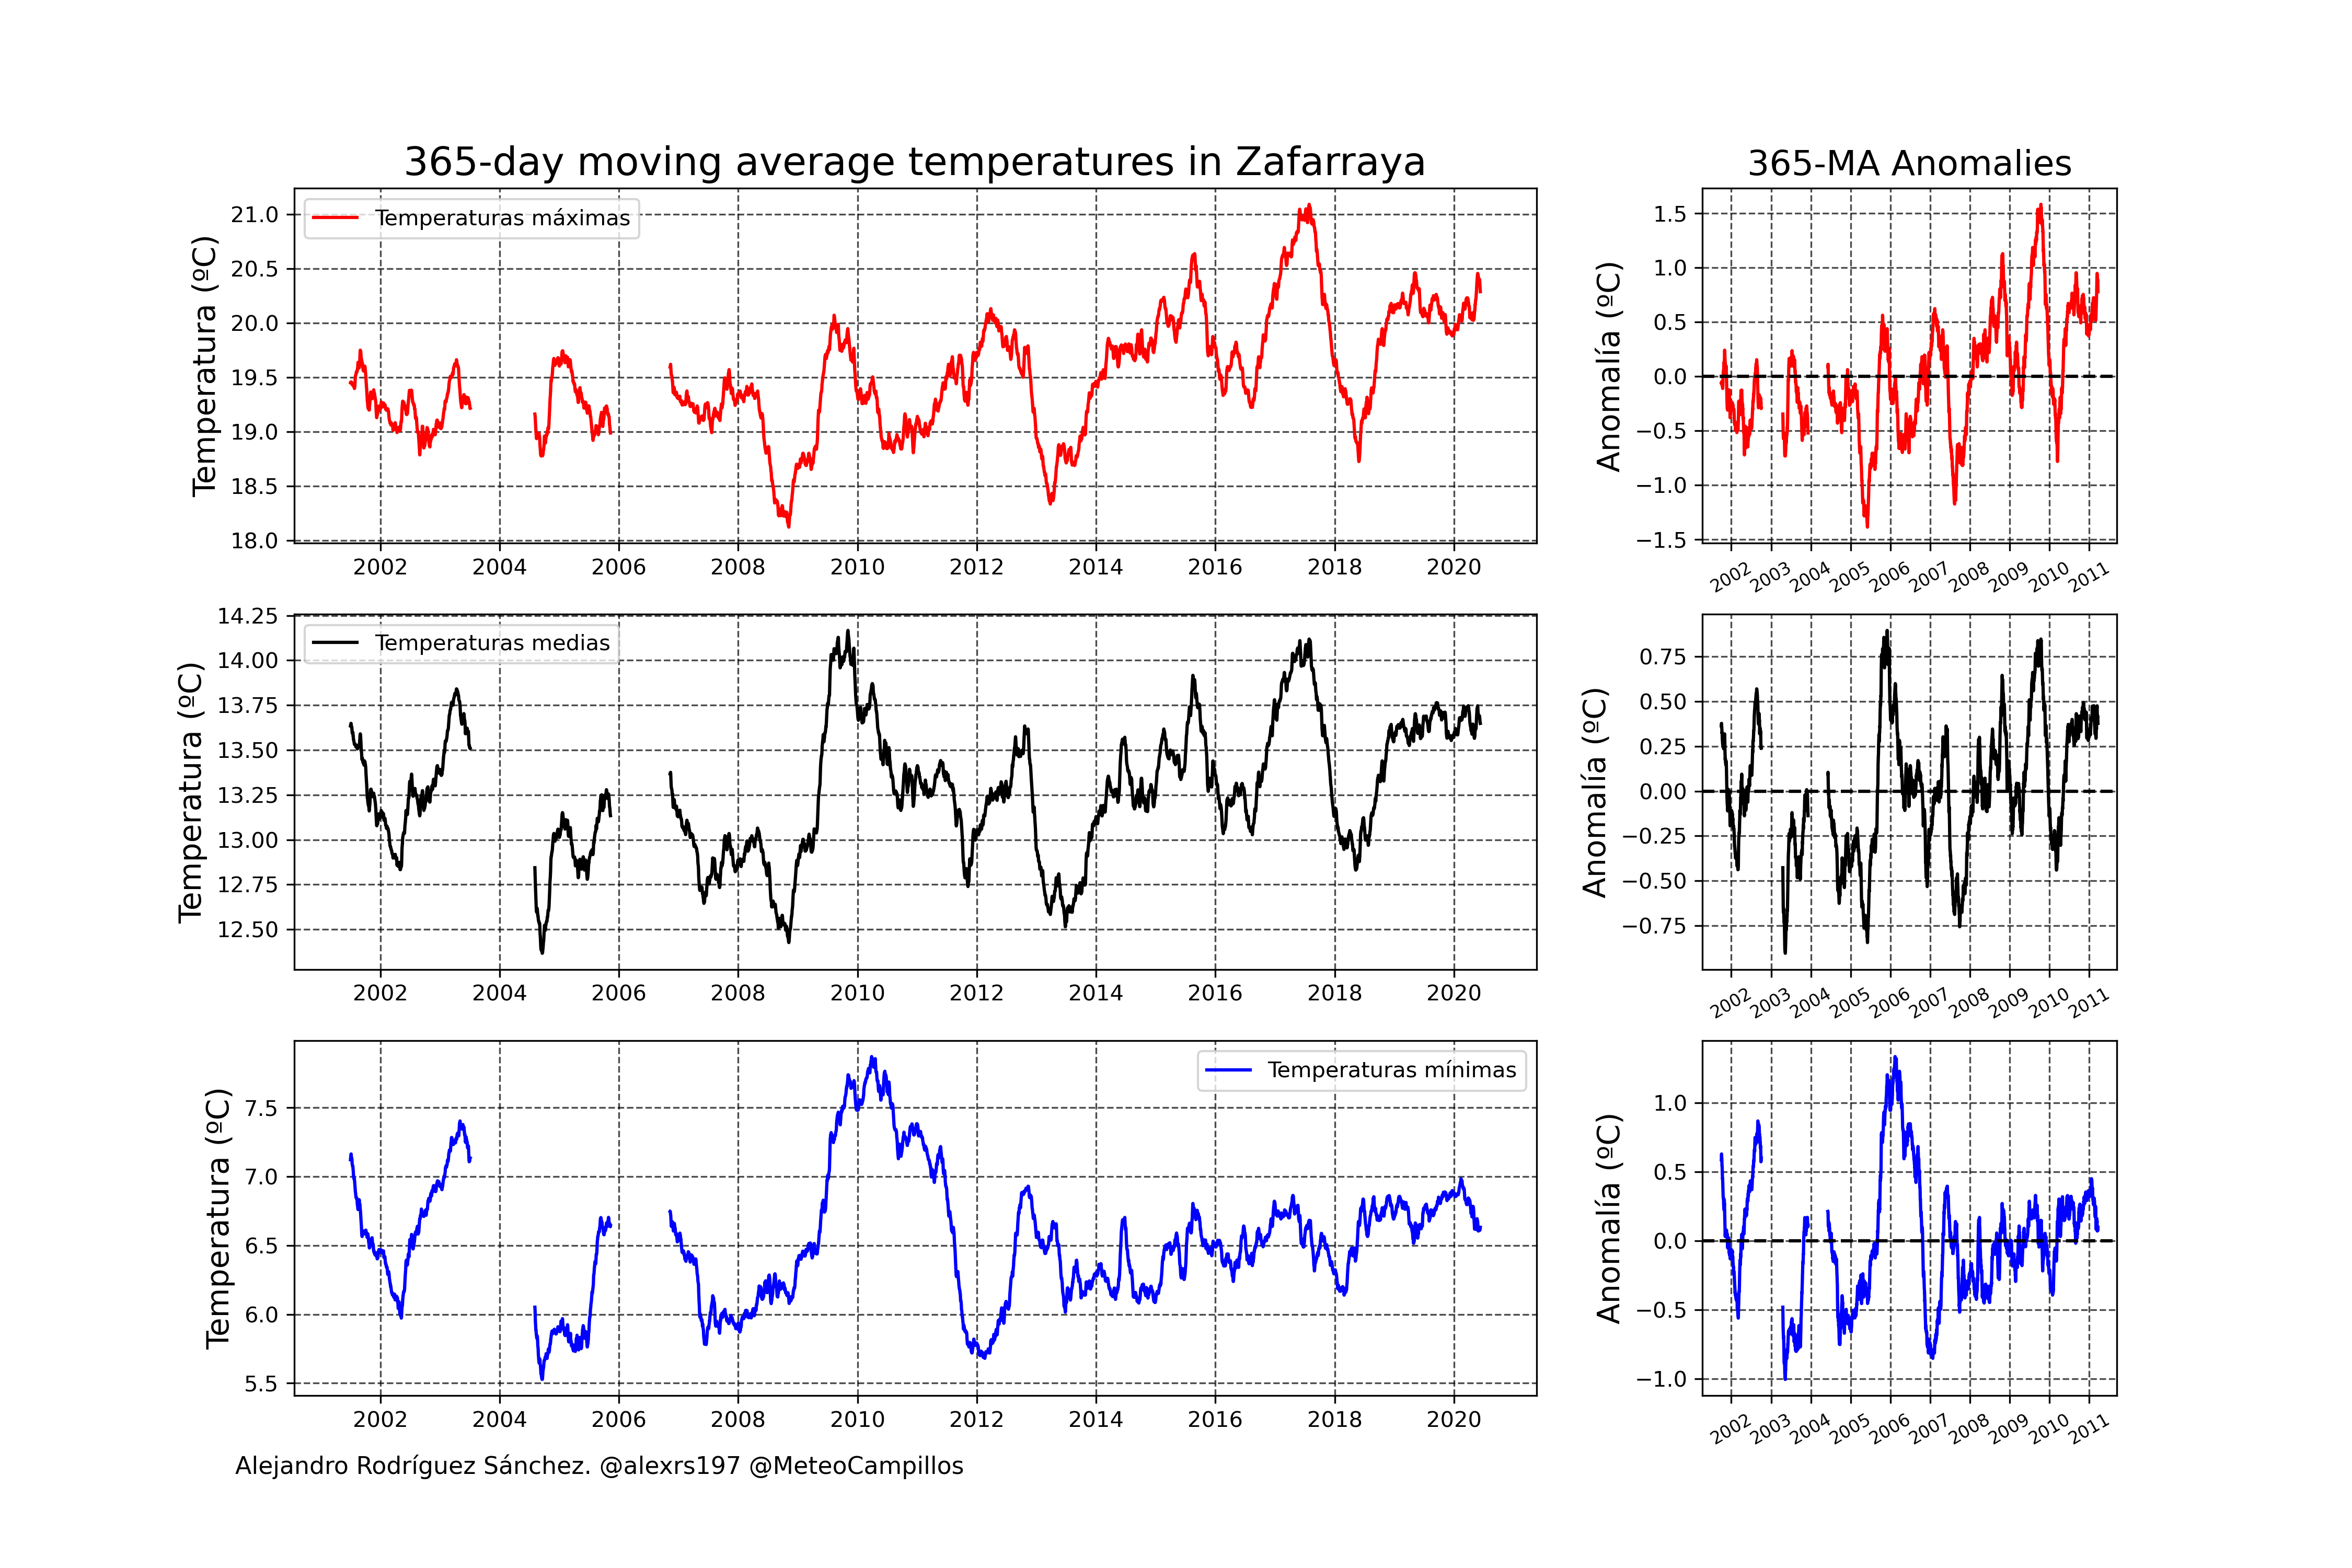 365-day moving average temperatures in Zafarraya
365-MA Anomalies
Temperatura (ºC)
21.0
20.5
20.0
19.5
19.0
18.5
18.0
Temperaturas máximas
2002 2004 2006 2008 2010 2012 2014 2016 2018 2020
Anomalía (ºC)
1.5
1.0
0.5
0.0
−0.5
−1.0
−1.5
2002 2003 2004 2005 2006 2007 2008 2009 2010 2011
Temperatura (ºC)
14.25
14.00
13.75
13.50
13.25
13.00
12.75
12.50
Temperaturas medias
2002 2004 2006 2008 2010 2012 2014 2016 2018 2020
Anomalía (ºC)
0.75
0.50
0.25
0.00
−0.25
−0.50
−0.75
2002 2003 2004 2005 2006 2007 2008 2009 2010 2011
Temperatura (ºC)
7.5
7.0
6.5
6.0
5.5
Temperaturas mínimas
2002 2004 2006 2008 2010 2012 2014 2016 2018 2020
Anomalía (ºC)
1.0
0.5
0.0
−0.5
−1.0
2002 2003 2004 2005 2006 2007 2008 2009 2010 2011
Alejandro Rodríguez Sánchez. @alexrs197 @MeteoCampillos